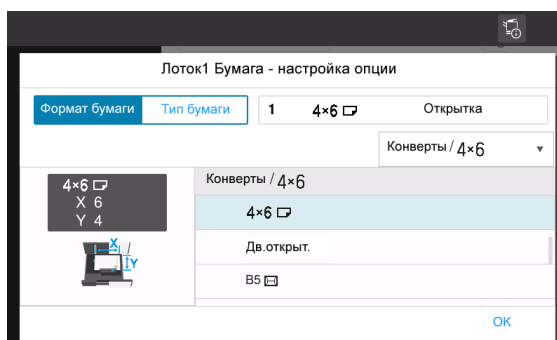 Лоток1 Бумага - настройка опции
Формат бумаги Тип бумаги 1 4×6 Открытка
Конверты / 4×6
4×6
X 6
Y 4
X
Y
Конверты / 4×6
4×6
Дв.открыт.
B5
OK